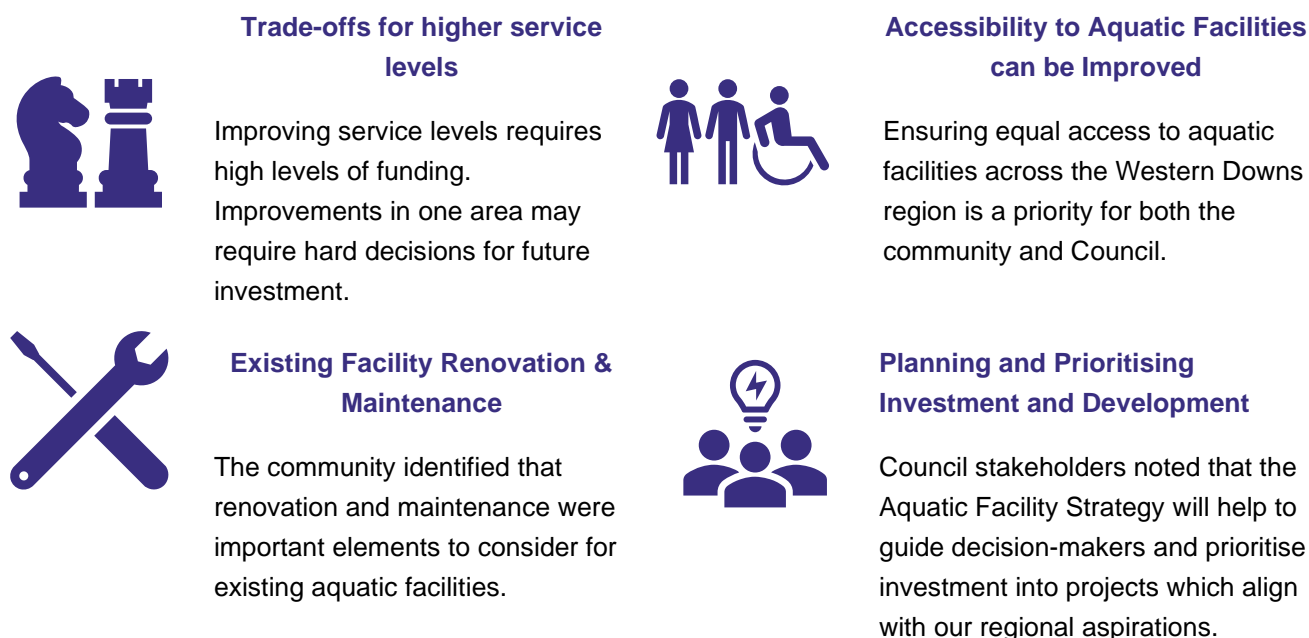 Trade-offs for higher service
levels
Improving service levels requires
high levels of funding.
Improvements in one area may
require hard decisions for future
investment.
Accessibility to Aquatic Facilities
can be Improved
Ensuring equal access to aquatic
facilities across the Western Downs
region is a priority for both the
community and Council.
Existing Facility Renovation &
Maintenance
The community identified that
renovation and maintenance were
important elements to consider for
existing aquatic facilities.
Planning and Prioritising
Investment and Development
Council stakeholders noted that the
Aquatic Facility Strategy will help to
guide decision-makers and prioritise
investment into projects which align
with our regional aspirations.